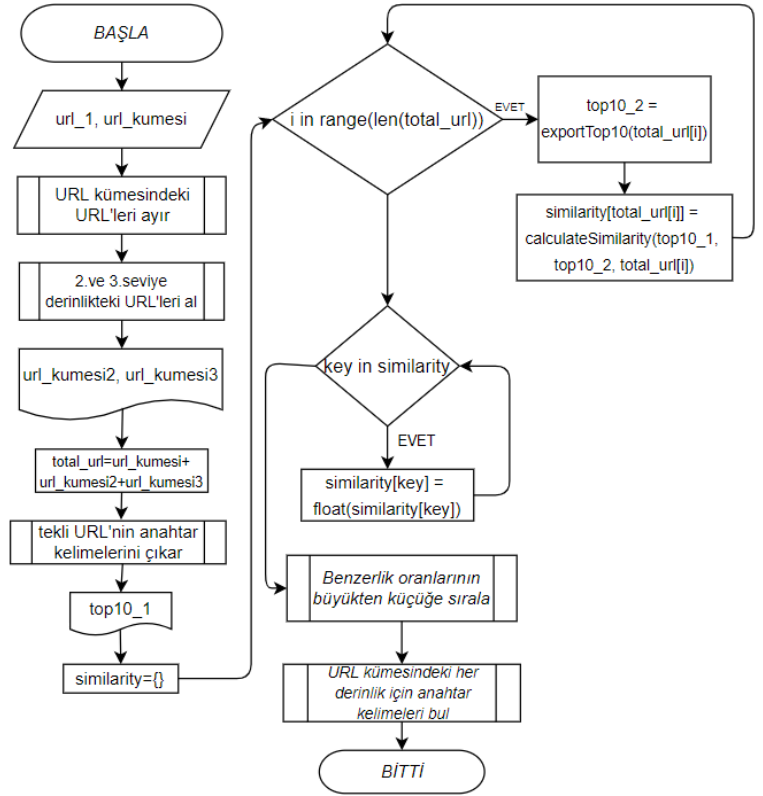 BAŞLA
url_1, url_kumesi
URL kümesindeki
URL'leri ayır
2.ve 3.seviye
derinlikteki URL'leri al
url_kumesi2, url_kumesi3
total_url=url_kumesi+
url_kumesi2+url_kumesi3
tekli URL'nin anahtar
kelimelerini çıkar
top10_1
similarity={}
i in range(len(total_url))
EVET
top10_2 =
exportTop10(total_url[i])
similarity[total_url[i]] =
calculateSimilarity(top10_1,
top10_2, total_url[i])
key in similarity
EVET
similarity[key] =
float(similarity[key])
Benzerlik oranlarının
büyükten küçüğe sırala
URL kümesindeki her
derinlik için anahtar
kelimeleri bul
BİTTİ